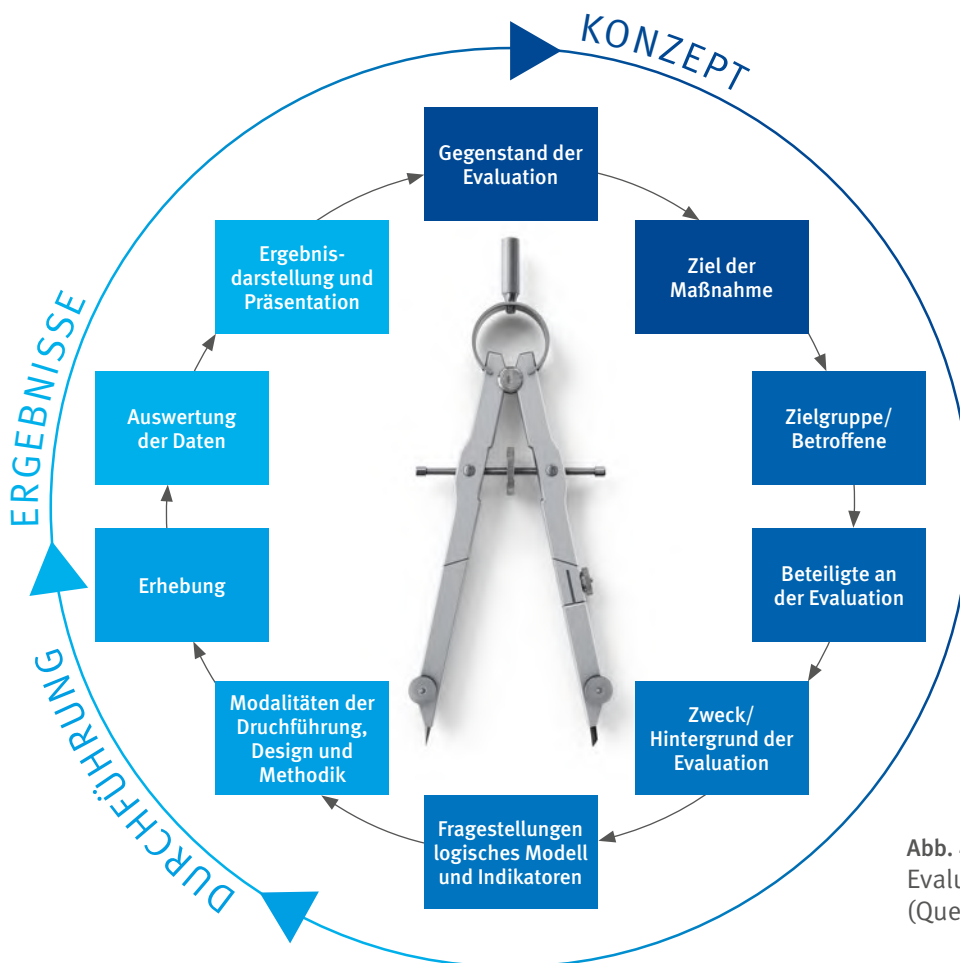 KONZEPT
Gegenstand der
Evaluation
Ziel der
Maßnahme
Zielgruppe/
Betroffene
Beteiligte an
der Evaluation
Zweck/
Hintergrund der
Evaluation
Fragestellungen
logisches Modell
und Indikatoren
Modalitäten der
Druchführung,
Design und
Methodik
Erhebung
Auswertung
der Daten
Ergebnis-
darstellung und
Präsentation
DURCHFÜHRUNG
ERGEBNISSE
Abb.
Evalu
(Que